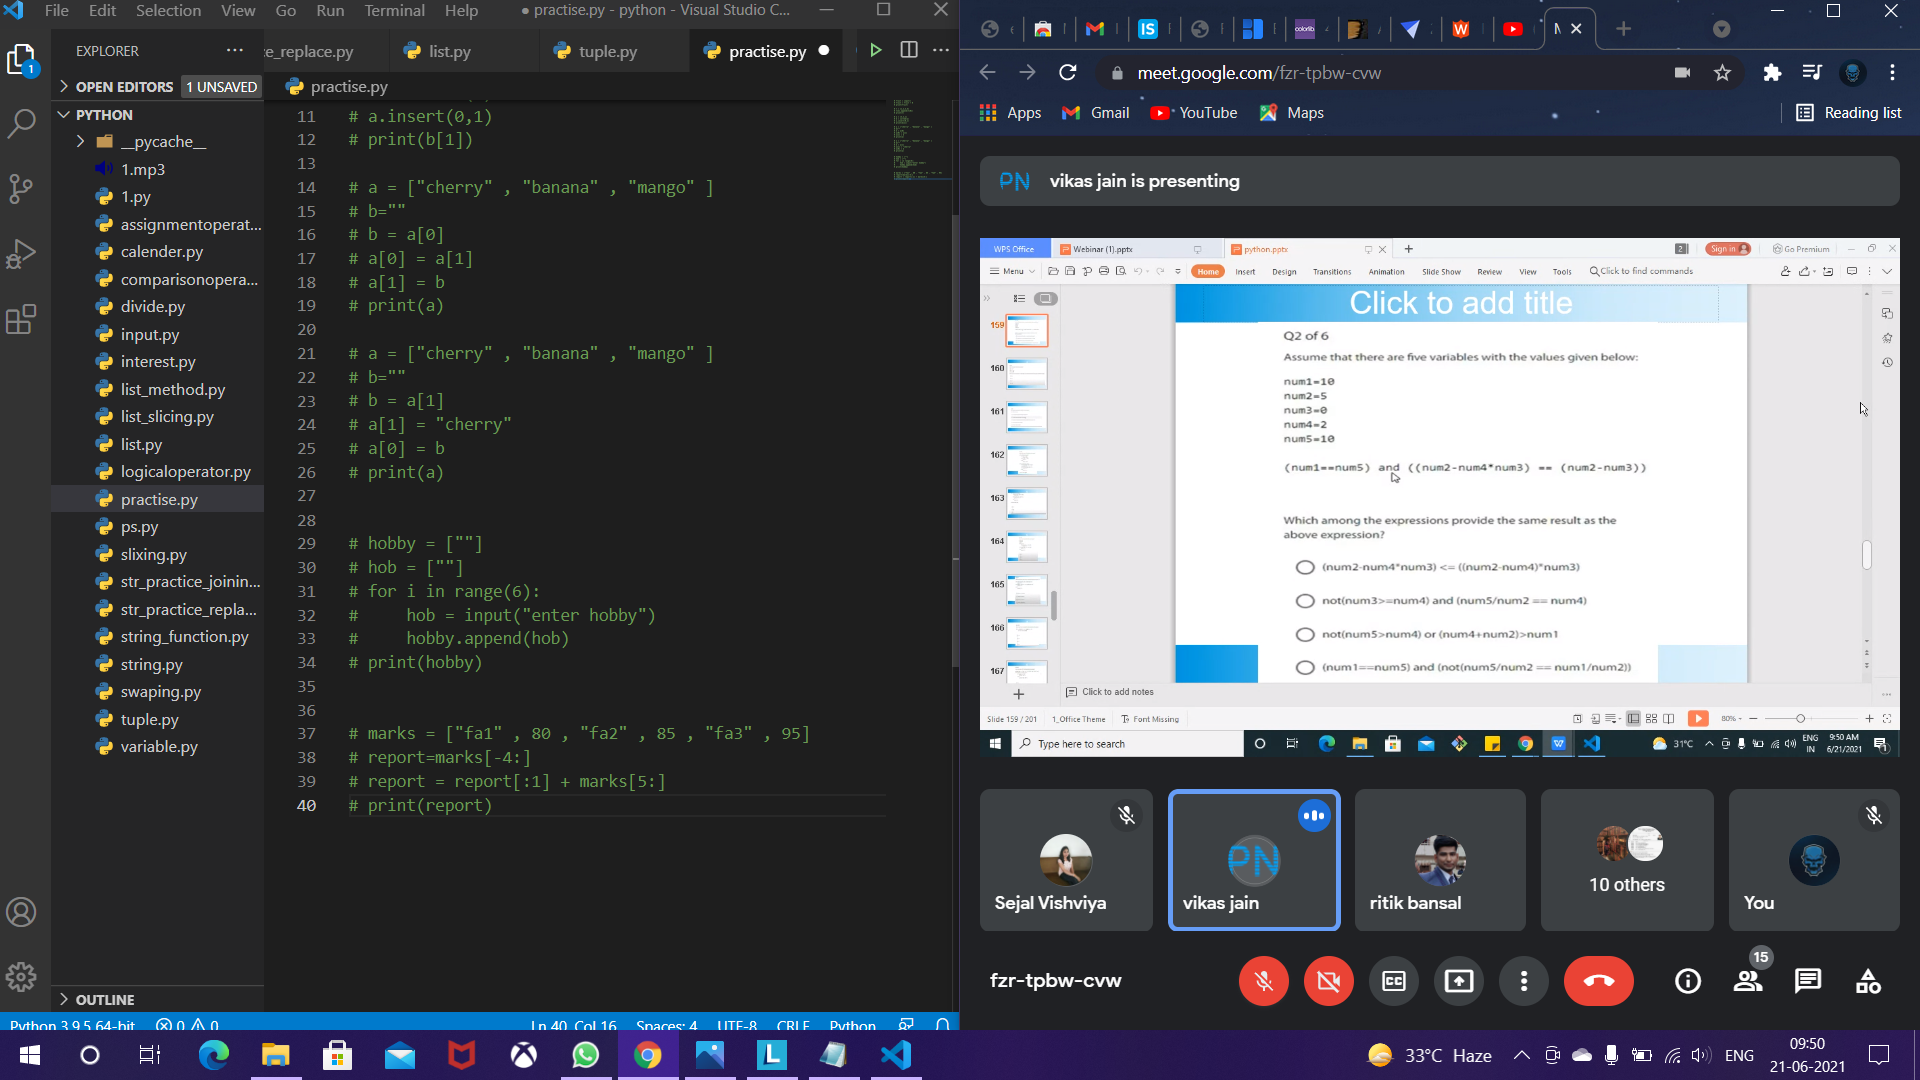 File Edit Selection View Go Run Terminal Help
● practise.py - python - Visual Studio C...
EXPLORER
OPEN EDITORS 1 UNSAVED
PYTHON
__pycache__
1.mp3
1.py
assignmentoperat...
calender.py
comparisonopera...
divide.py
input.py
interest.py
list_method.py
list_slicing.py
list.py
logicaloperator.py
practise.py
ps.py
slixing.py
str_practice_joinin...
str_practice_repla...
string_function.py
string.py
swaping.py
tuple.py
variable.py
OUTLINE
1
ce_replace.py list.py tuple.py practise.py
practise.py
11 # a.insert(0,1)
12 # print(b[1])
13
14 # a = ["cherry" , "banana" , "mango" ]
15 # b=""
16 # b = a[0]
17 # a[0] = a[1]
18 # a[1] = b
19 # print(a)
20
21 # a = ["cherry" , "banana" , "mango" ]
22 # b=""
23 # b = a[1]
24 # a[1] = "cherry"
25 # a[0] = b
26 # print(a)
27
28
29 # hobby = [""]
30 # hob = [""]
31 # for i in range(6):
32 #     hob = input("enter hobby")
33 #     hobby.append(hob)
34 # print(hobby)
35
36
37 # marks = ["fa1" , 80 , "fa2" , 85 , "fa3" , 95]
38 # report=marks[-4:]
39 # report = report[:1] + marks[5:]
40 # print(report)
Python 3.9.5 64-bit 0 0 Ln 40, Col 16 Spaces: 4 UTF-8 CRLF Python
meet.google.com/fzr-tpbw-cvw
Apps Gmail YouTube Maps Reading list
PN vikas jain is presenting
WPS Office Webinar (1).pptx python.pptx 2 Sign in Go Premium
Menu Home Insert Design Transitions Animation Slide Show Review View Tools Click to find commands
159
160
161
162
163
164
165
166
167
Click to add title
Q2 of 6
Assume that there are five variables with the values given below:
num1=10
num2=5
num3=0
num4=2
num5=10
(num1==num5) and ((num2-num4*num3) == (num2-num3))
Which among the expressions provide the same result as the
above expression?
(num2-num4*num3) <= ((num2-num4)*num3)
not(num3>=num4) and (num5/num2 == num4)
not(num5>num4) or (num4+num2)>num1
(num1==num5) and (not(num5/num2 == num1/num2))
Click to add notes
Slide 159 / 201 1_Office Theme Font Missing 80%
Type here to search 31°C ENG IN 9:50 AM 6/21/2021 1
Sejal Vishviya
PN
vikas jain
ritik bansal
10 others
You
fzr-tpbw-cvw
15
33°C Haze ENG 09:50 21-06-2021